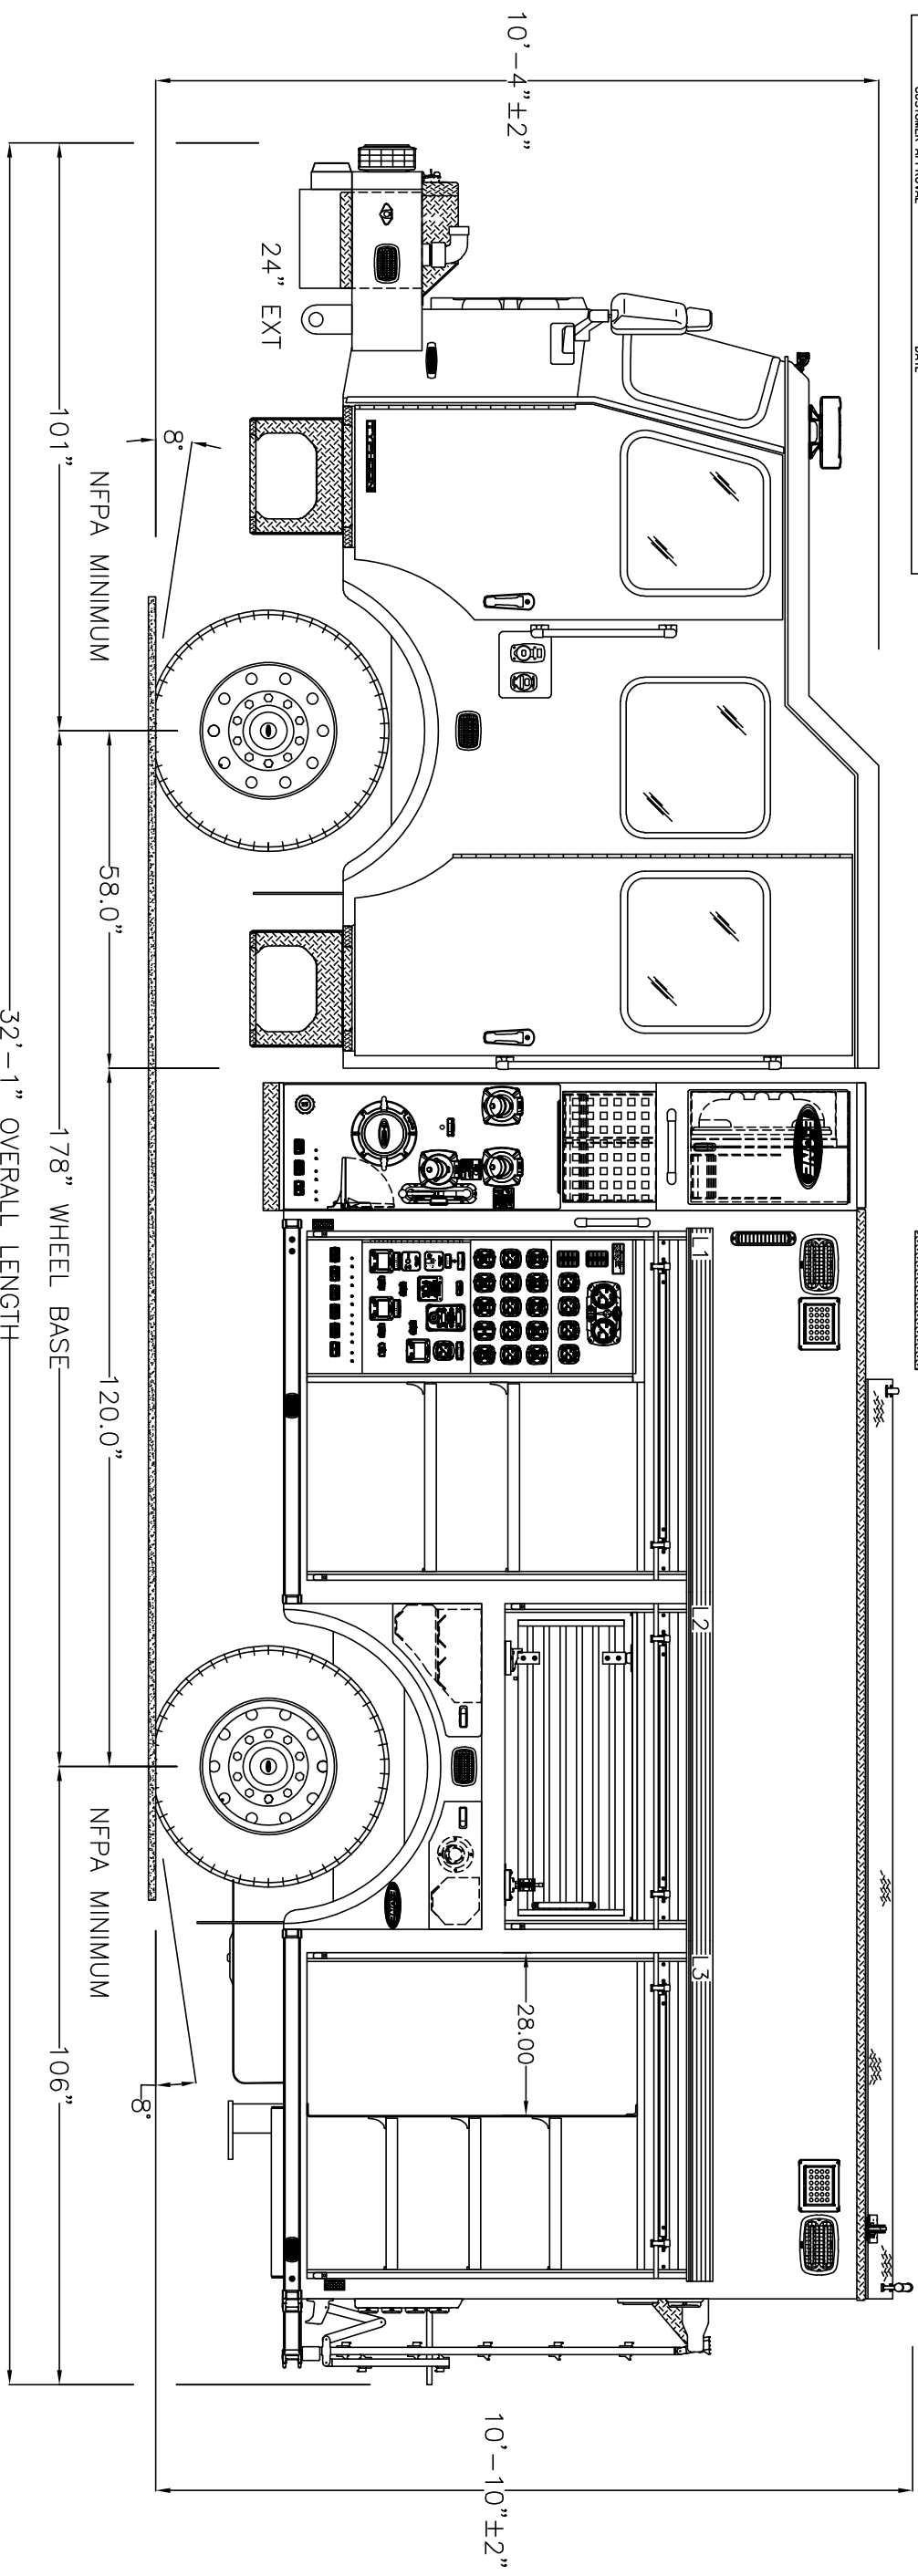 10'-4"±2"
24" EXT
8°
L1
L2
L3
28.00
10'-10"±2"
8°
NFPA MINIMUM
NFPA MINIMUM
58.0"
120.0"
101"
178" WHEEL BASE
106"
32'-1" OVERALL LENGTH
E-ONE